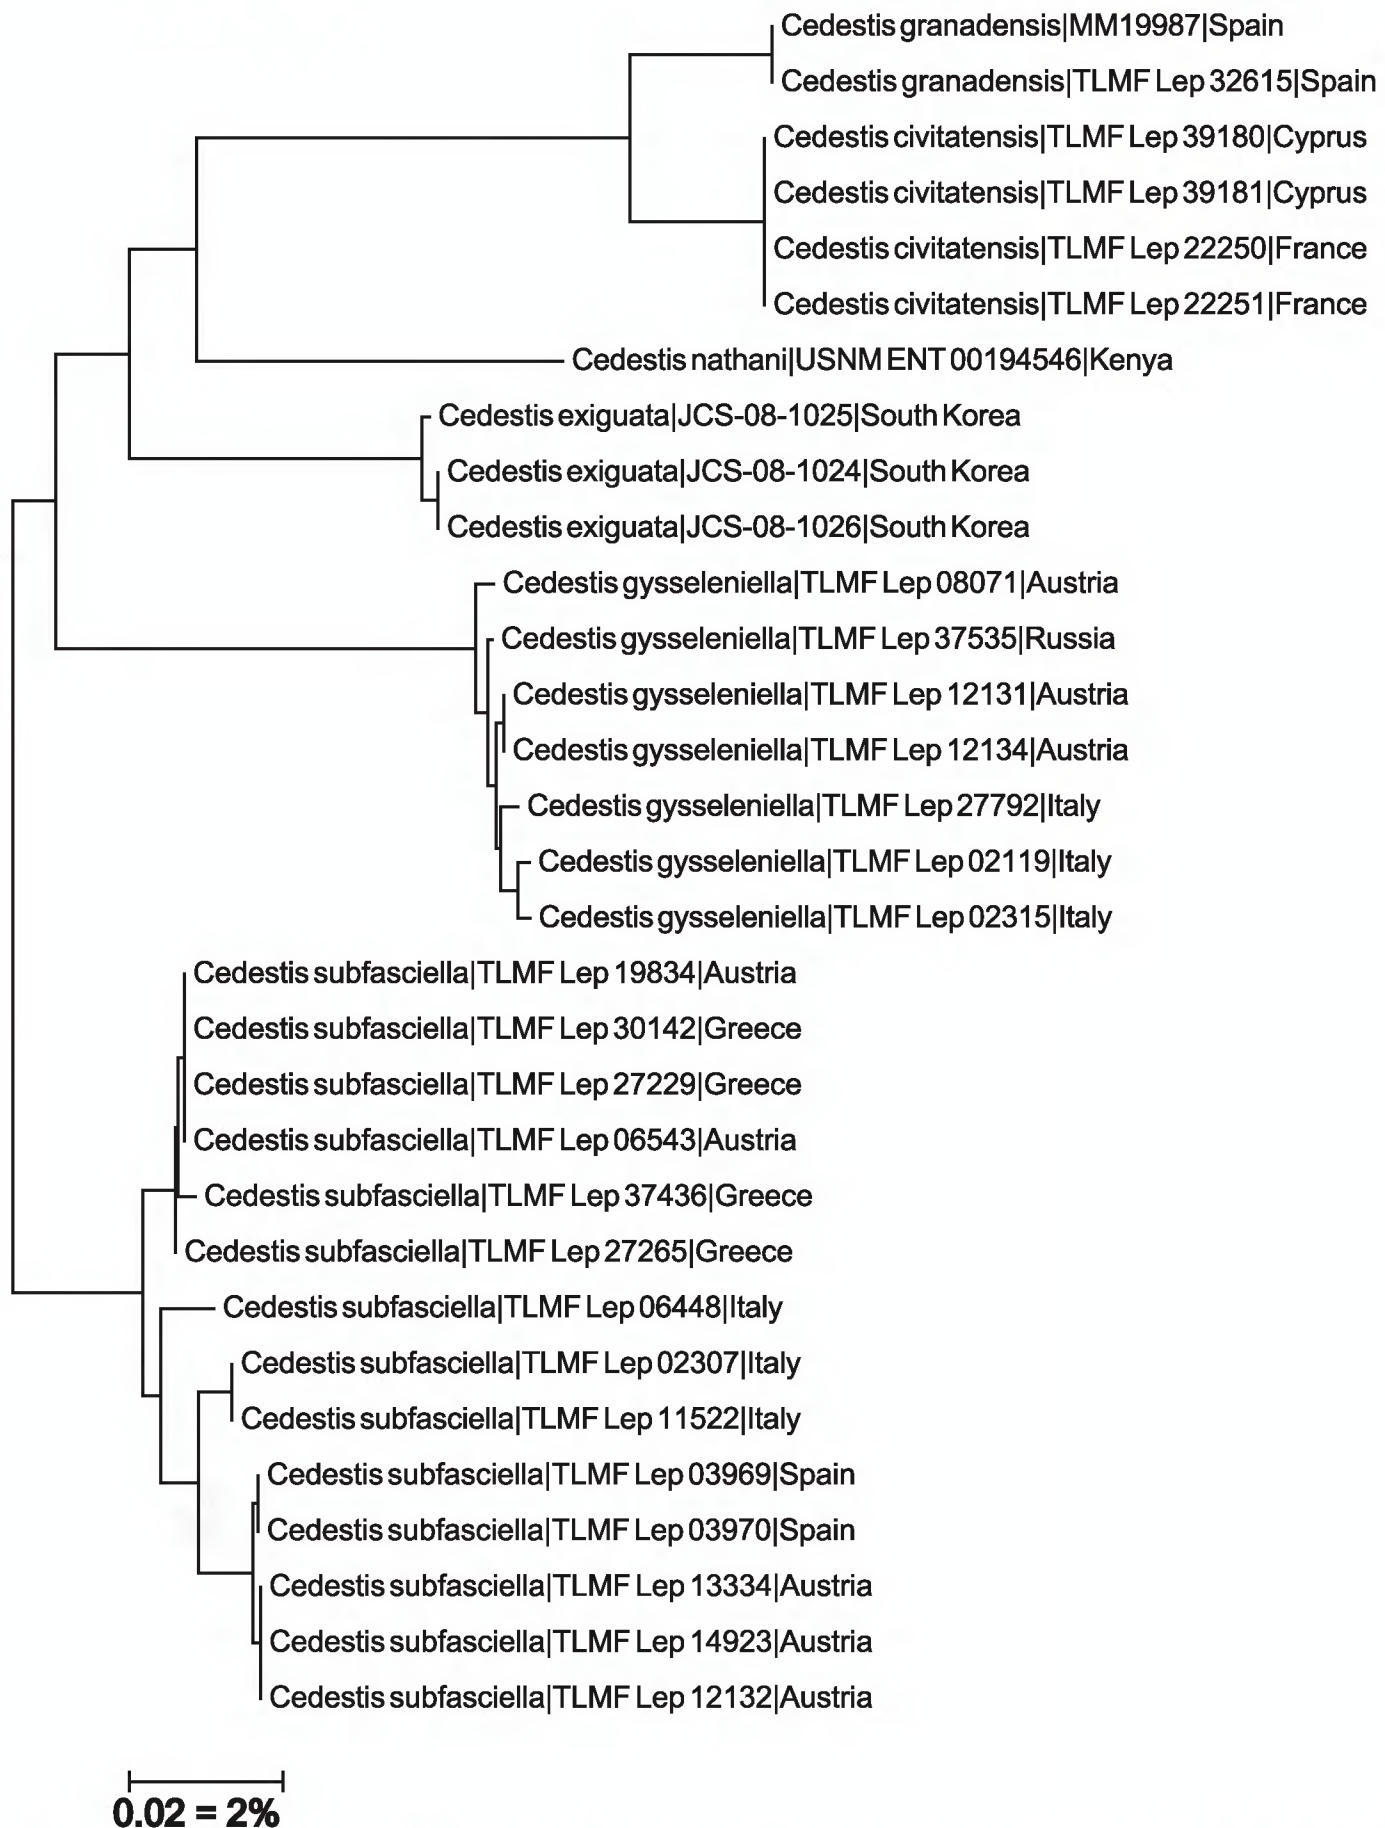 Cedestis granadensis|MM19987|Spain
Cedestis granadensis|TLMF Lep 32615|Spain
Cedestis civitatensis|TLMF Lep 39180|Cyprus
Cedestis civitatensis|TLMF Lep 39181|Cyprus
Cedestis civitatensis|TLMF Lep 22250|France
Cedestis civitatensis|TLMF Lep 22251|France
Cedestis nathani|USNM ENT 00194546|Kenya
Cedestis exiguata|JCS-08-1025|South Korea
Cedestis exiguata|JCS-08-1024|South Korea
Cedestis exiguata|JCS-08-1026|South Korea
Cedestis gysseleniella|TLMF Lep 08071|Austria
Cedestis gysseleniella|TLMF Lep 37535|Russia
Cedestis gysseleniella|TLMF Lep 12131|Austria
Cedestis gysseleniella|TLMF Lep 12134|Austria
Cedestis gysseleniella|TLMF Lep 27792|Italy
Cedestis gysseleniella|TLMF Lep 02119|Italy
Cedestis gysseleniella|TLMF Lep 02315|Italy
Cedestis subfasciella|TLMF Lep 19834|Austria
Cedestis subfasciella|TLMF Lep 30142|Greece
Cedestis subfasciella|TLMF Lep 27229|Greece
Cedestis subfasciella|TLMF Lep 06543|Austria
Cedestis subfasciella|TLMF Lep 37436|Greece
Cedestis subfasciella|TLMF Lep 27265|Greece
Cedestis subfasciella|TLMF Lep 06448|Italy
Cedestis subfasciella|TLMF Lep 02307|Italy
Cedestis subfasciella|TLMF Lep 11522|Italy
Cedestis subfasciella|TLMF Lep 03969|Spain
Cedestis subfasciella|TLMF Lep 03970|Spain
Cedestis subfasciella|TLMF Lep 13334|Austria
Cedestis subfasciella|TLMF Lep 14923|Austria
Cedestis subfasciella|TLMF Lep 12132|Austria
0.02 = 2%